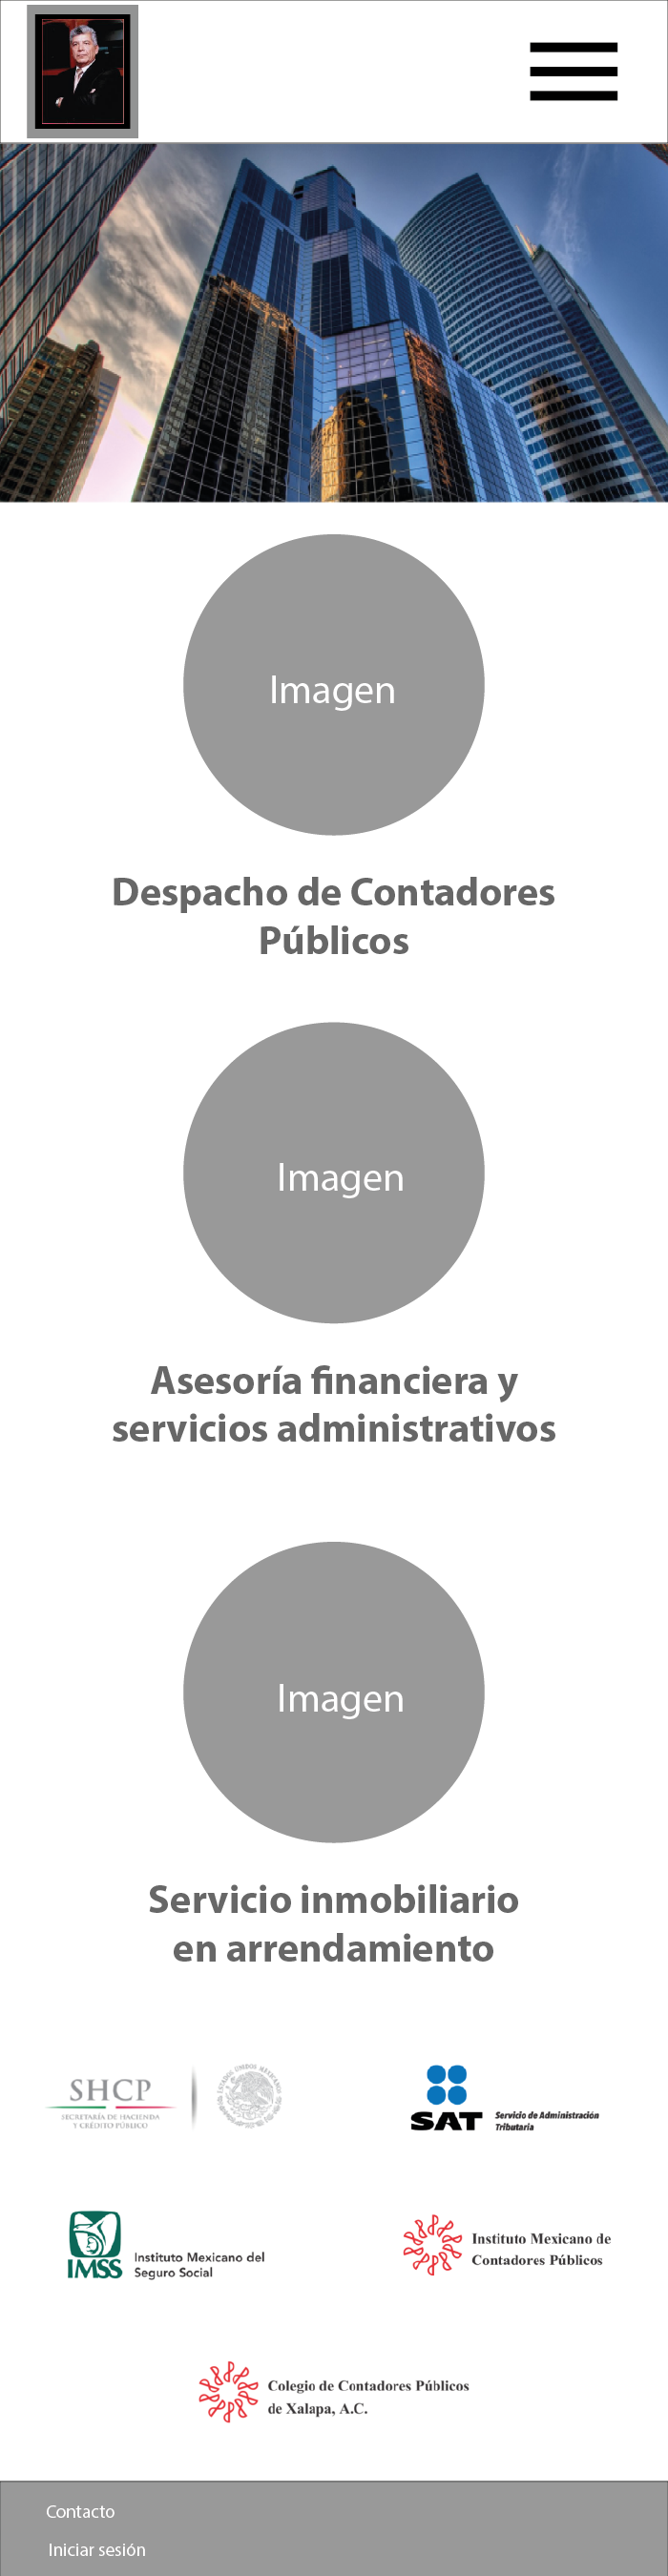 Imagen
Despacho de Contadores
Públicos
Imagen
Asesoría financiera y
servicios administrativos
Imagen
Servicio inmobiliario
en arrendamiento
SHCP
SECRETARÍA DE HACIENDA
Y CRÉDITO PÚBLICO
SAT
Servicio de Administración
Tributaria
IMSS
Instituto Mexicano del
Seguro Social
Instituto Mexicano de
Contadores Públicos
Colegio de Contadores Públicos
de Xalapa, A.C.
Contacto
Iniciar sesión